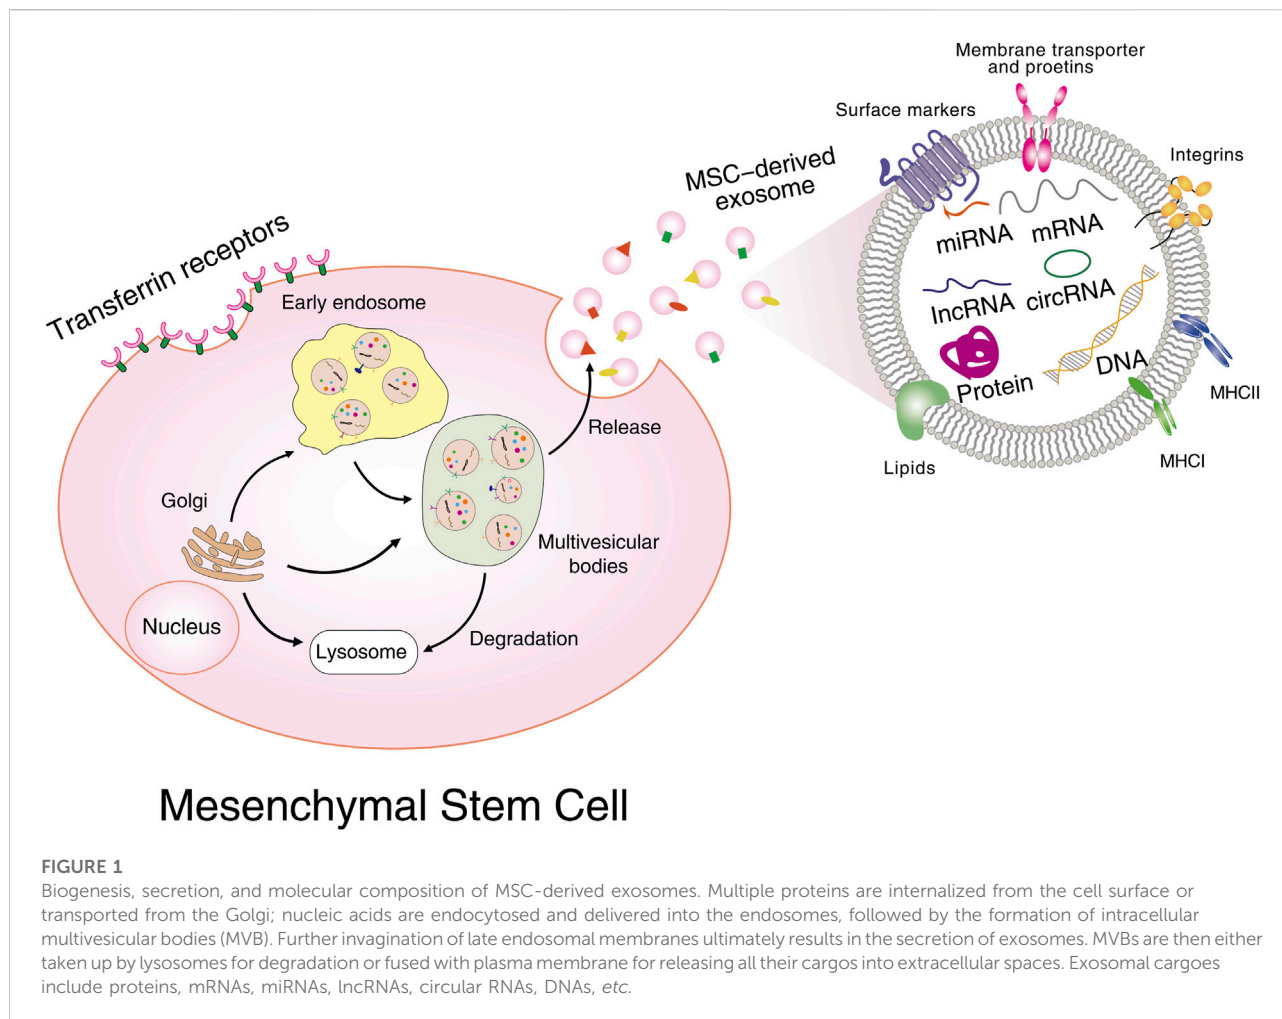 Membrane transporter
and proetins
Surface markers
Integrins
MSC–derived
exosome
miRNA
mRNA
lncRNA
circRNA
Protein
DNA
MHCII
MHCI
Lipids
Transferrin receptors
Early endosome
Release
Golgi
Multivesicular
bodies
Nucleus
Lysosome
Degradation
Mesenchymal Stem Cell
FIGURE 1
Biogenesis, secretion, and molecular composition of MSC-derived exosomes. Multiple proteins are internalized from the cell surface or
transported from the Golgi; nucleic acids are endocytosed and delivered into the endosomes, followed by the formation of intracellular
multivesicular bodies (MVB). Further invagination of late endosomal membranes ultimately results in the secretion of exosomes. MVBs are then either
taken up by lysosomes for degradation or fused with plasma membrane for releasing all their cargos into extracellular spaces. Exosomal cargoes
include proteins, mRNAs, miRNAs, lncRNAs, circular RNAs, DNAs, etc.